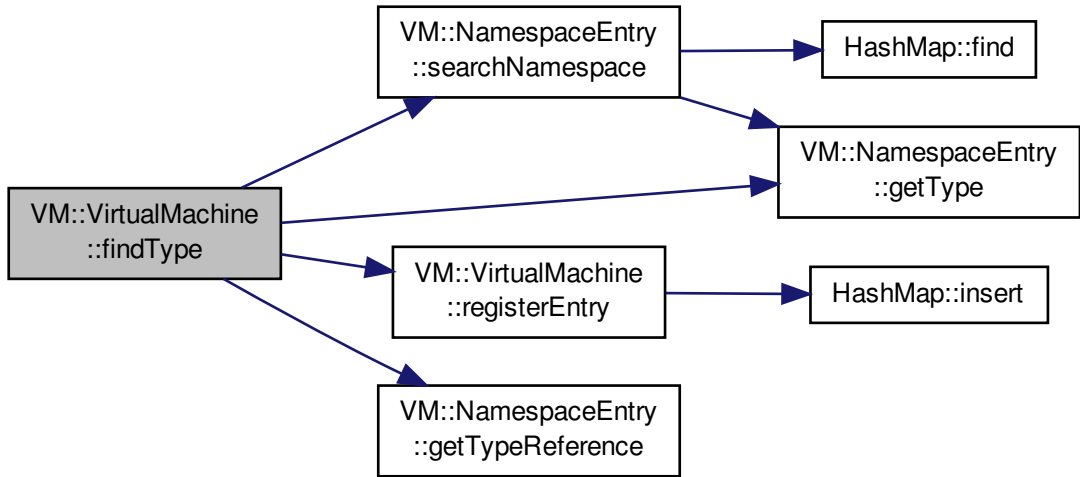 VM::NamespaceEntry
::searchNamespace
HashMap::find
VM::NamespaceEntry
::getType
VM::VirtualMachine
::findType
VM::VirtualMachine
::registerEntry
HashMap::insert
VM::NamespaceEntry
::getTypeReference